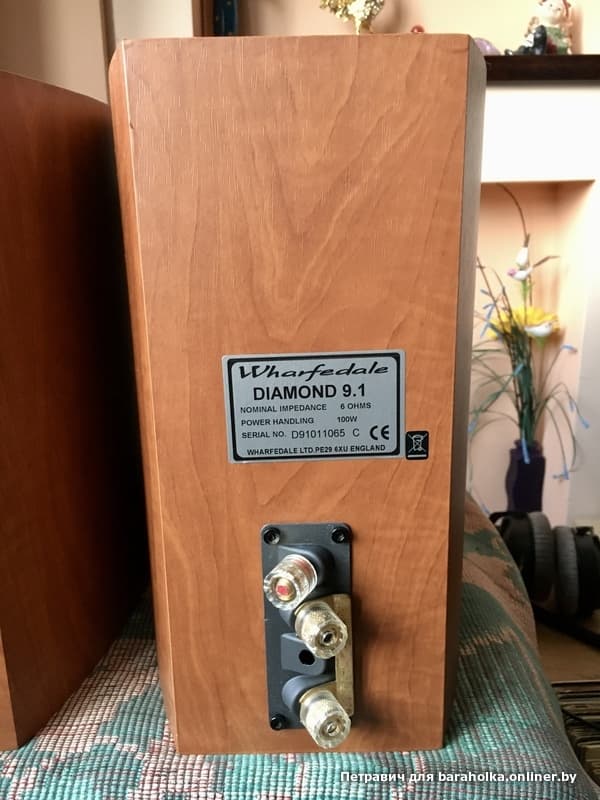 Wharfedale
DIAMOND 9.1
NOMINAL IMPEDANCE 6 OHMS
POWER HANDLING 100W
SERIAL NO. D91011065 C CE
WHARFEDALE LTD.PE29 6XU ENGLAND
Петравич для baraholka.onliner.by